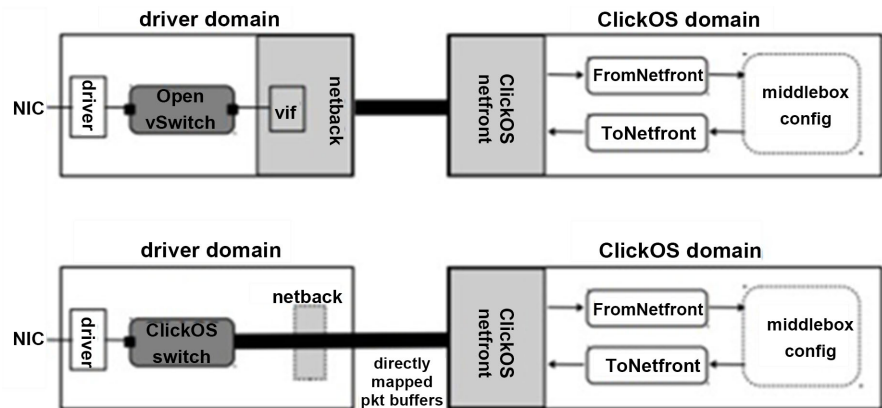 driver domain
ClickOS domain
NIC
driver
Open
vSwitch
vif
netback
ClickOS
netfront
FromNetfront
ToNetfront
middlebox
config
driver domain
ClickOS domain
NIC
driver
ClickOS
switch
netback
directly
mapped
pkt buffers
ClickOS
netfront
FromNetfront
ToNetfront
middlebox
config